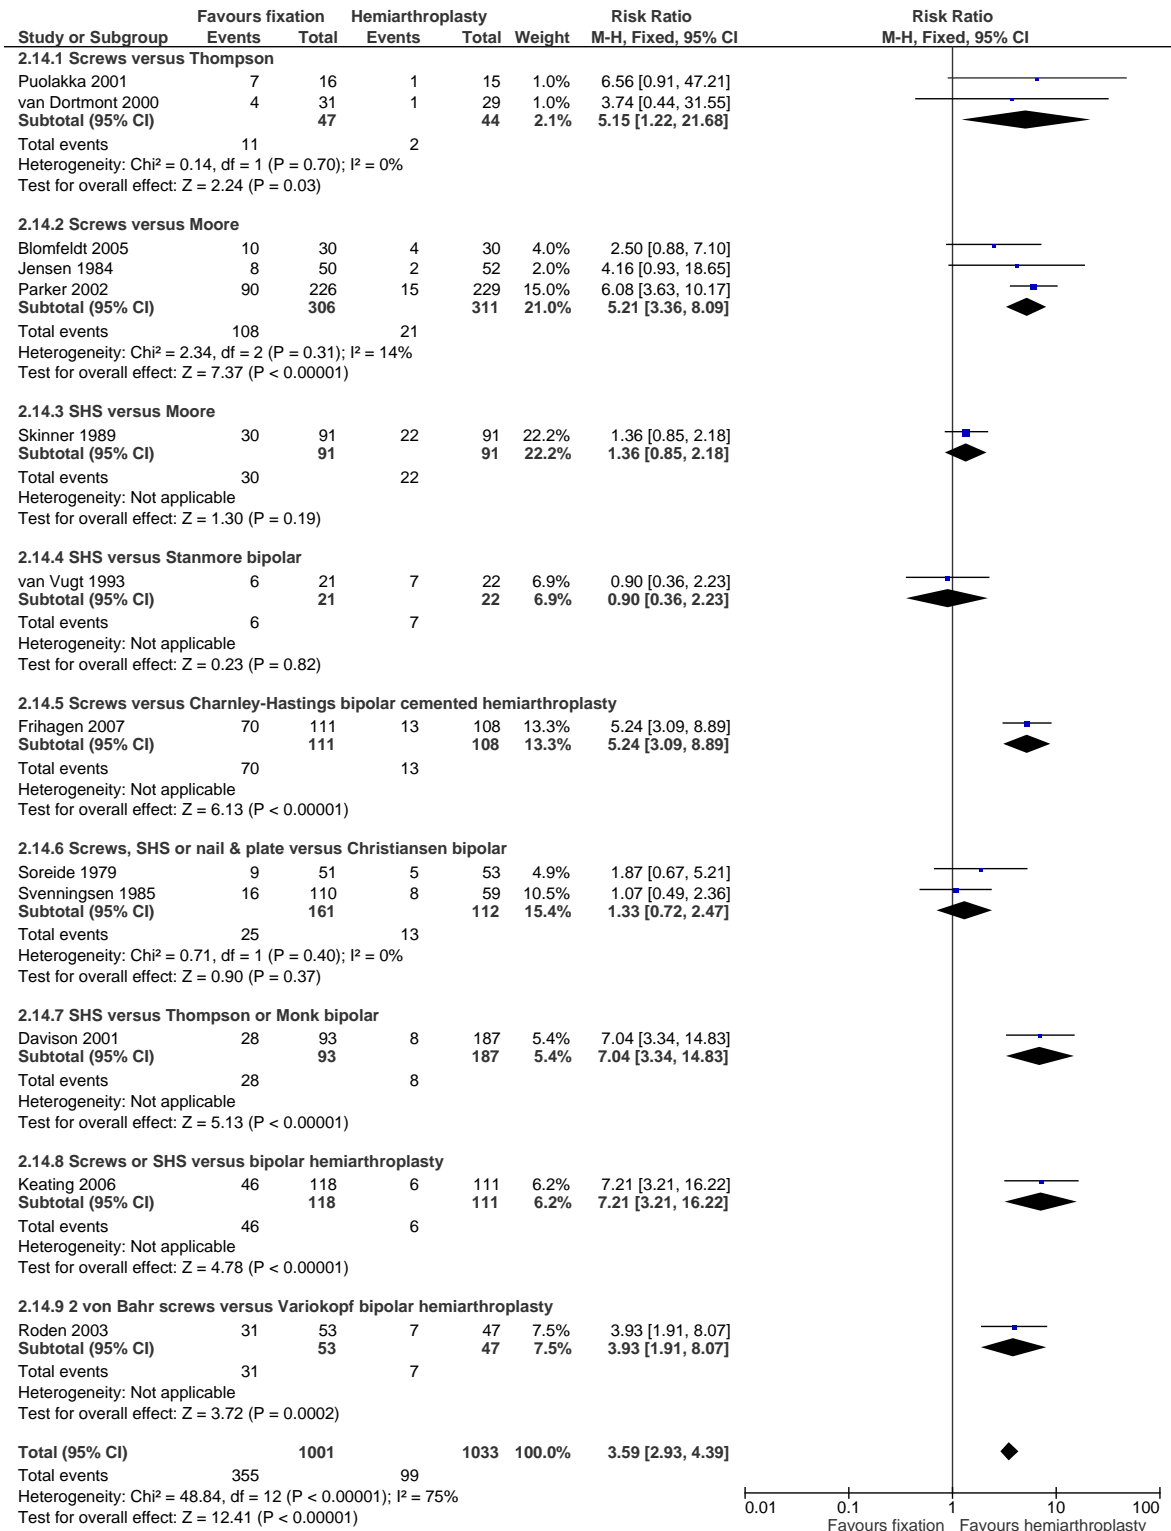 Favours fixation Hemiarthroplasty Risk Ratio Risk Ratio
Study or Subgroup Events Total Events Total Weight M-H, Fixed, 95% CI M-H, Fixed, 95% CI
2.14.1 Screws versus Thompson
Puolakka 2001 7 16 1 15 1.0% 6.56 [0.91, 47.21]
van Dortmont 2000 4 31 1 29 1.0% 3.74 [0.44, 31.55]
Subtotal (95% CI) 47 44 2.1% 5.15 [1.22, 21.68]
Total events 11 2
Heterogeneity: Chi² = 0.14, df = 1 (P = 0.70); I² = 0%
Test for overall effect: Z = 2.24 (P = 0.03)
2.14.2 Screws versus Moore
Blomfeldt 2005 10 30 4 30 4.0% 2.50 [0.88, 7.10]
Jensen 1984 8 50 2 52 2.0% 4.16 [0.93, 18.65]
Parker 2002 90 226 15 229 15.0% 6.08 [3.63, 10.17]
Subtotal (95% CI) 306 311 21.0% 5.21 [3.36, 8.09]
Total events 108 21
Heterogeneity: Chi² = 2.34, df = 2 (P = 0.31); I² = 14%
Test for overall effect: Z = 7.37 (P < 0.00001)
2.14.3 SHS versus Moore
Skinner 1989 30 91 22 91 22.2% 1.36 [0.85, 2.18]
Subtotal (95% CI) 91 91 22.2% 1.36 [0.85, 2.18]
Total events 30 22
Heterogeneity: Not applicable
Test for overall effect: Z = 1.30 (P = 0.19)
2.14.4 SHS versus Stanmore bipolar
van Vugt 1993 6 21 7 22 6.9% 0.90 [0.36, 2.23]
Subtotal (95% CI) 21 22 6.9% 0.90 [0.36, 2.23]
Total events 6 7
Heterogeneity: Not applicable
Test for overall effect: Z = 0.23 (P = 0.82)
2.14.5 Screws versus Charnley-Hastings bipolar cemented hemiarthroplasty
Frihagen 2007 70 111 13 108 13.3% 5.24 [3.09, 8.89]
Subtotal (95% CI) 111 108 13.3% 5.24 [3.09, 8.89]
Total events 70 13
Heterogeneity: Not applicable
Test for overall effect: Z = 6.13 (P < 0.00001)
2.14.6 Screws, SHS or nail & plate versus Christiansen bipolar
Soreide 1979 9 51 5 53 4.9% 1.87 [0.67, 5.21]
Svenningsen 1985 16 110 8 59 10.5% 1.07 [0.49, 2.36]
Subtotal (95% CI) 161 112 15.4% 1.33 [0.72, 2.47]
Total events 25 13
Heterogeneity: Chi² = 0.71, df = 1 (P = 0.40); I² = 0%
Test for overall effect: Z = 0.90 (P = 0.37)
2.14.7 SHS versus Thompson or Monk bipolar
Davison 2001 28 93 8 187 5.4% 7.04 [3.34, 14.83]
Subtotal (95% CI) 93 187 5.4% 7.04 [3.34, 14.83]
Total events 28 8
Heterogeneity: Not applicable
Test for overall effect: Z = 5.13 (P < 0.00001)
2.14.8 Screws or SHS versus bipolar hemiarthroplasty
Keating 2006 46 118 6 111 6.2% 7.21 [3.21, 16.22]
Subtotal (95% CI) 118 111 6.2% 7.21 [3.21, 16.22]
Total events 46 6
Heterogeneity: Not applicable
Test for overall effect: Z = 4.78 (P < 0.00001)
2.14.9 2 von Bahr screws versus Variokopf bipolar hemiarthroplasty
Roden 2003 31 53 7 47 7.5% 3.93 [1.91, 8.07]
Subtotal (95% CI) 53 47 7.5% 3.93 [1.91, 8.07]
Total events 31 7
Heterogeneity: Not applicable
Test for overall effect: Z = 3.72 (P = 0.0002)
Total (95% CI) 1001 1033 100.0% 3.59 [2.93, 4.39]
Total events 355 99
Heterogeneity: Chi² = 48.84, df = 12 (P < 0.00001); I² = 75%
Test for overall effect: Z = 12.41 (P < 0.00001)
0.01 0.1 1 10 100
Favours fixation Favours hemiarthroplasty